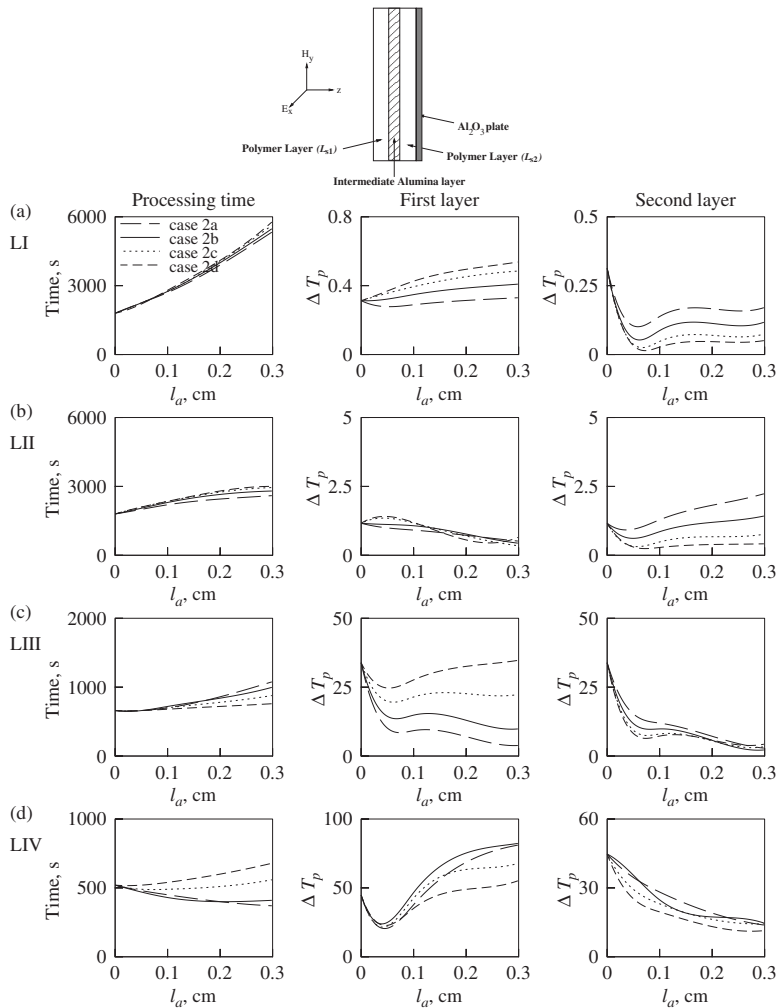 H_y
z
E_x
Al2O3 plate
Polymer Layer (L_s1)
Polymer Layer (L_s2)
Intermediate Alumina layer
(a)
LI
Processing time
First layer
Second layer
Time, s
6000
3000
0
case 2a
case 2b
case 2c
case 2d
0 0.1 0.2 0.3
l_a, cm
Δ T_p
0.8
0.4
0
0 0.1 0.2 0.3
l_a, cm
Δ T_p
0.5
0.25
0
0 0.1 0.2 0.3
l_a, cm
(b)
LII
Time, s
6000
3000
0
0 0.1 0.2 0.3
l_a, cm
Δ T_p
5
2.5
0
0 0.1 0.2 0.3
l_a, cm
Δ T_p
5
2.5
0
0 0.1 0.2 0.3
l_a, cm
(c)
LIII
Time, s
2000
1000
0
0 0.1 0.2 0.3
l_a, cm
Δ T_p
50
25
0
0 0.1 0.2 0.3
l_a, cm
Δ T_p
50
25
0
0 0.1 0.2 0.3
l_a, cm
(d)
LIV
Time, s
1000
500
0
0 0.1 0.2 0.3
l_a, cm
Δ T_p
100
50
0
0 0.1 0.2 0.3
l_a, cm
Δ T_p
60
30
0
0 0.1 0.2 0.3
l_a, cm